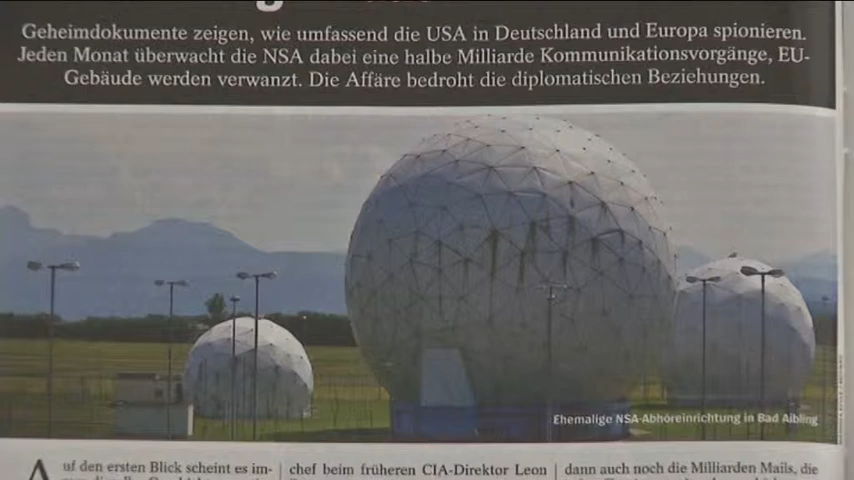 Geheimdokumente zeigen, wie umfassend die USA in Deutschland und Europa spionieren.
Jeden Monat überwacht die NSA dabei eine halbe Milliarde Kommunikationsvorgänge, EU-
Gebäude werden verwanzt. Die Affäre bedroht die diplomatischen Beziehungen.
Ehemalige NSA-Abhöreinrichtung in Bad Aibling
Auf den ersten Blick scheint es im-
chef beim früheren CIA-Direktor Leon
dann auch noch die Milliarden Mails, die